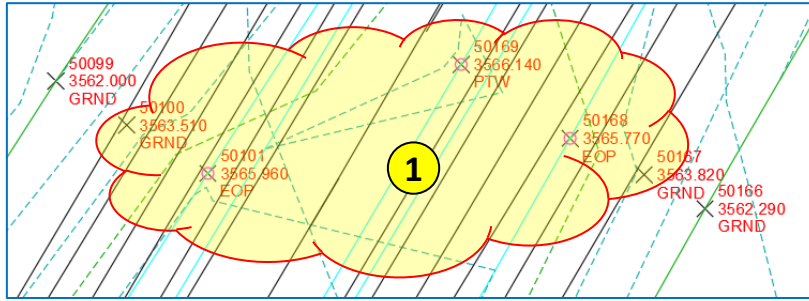 50099
3562.000
GRND
50100
3563.510
GRND
50101
3565.960
EOP
50169
3566.140
PTW
1
50168
3565.770
EOP
50167
3563.820
GRND
50166
3562.290
GRND